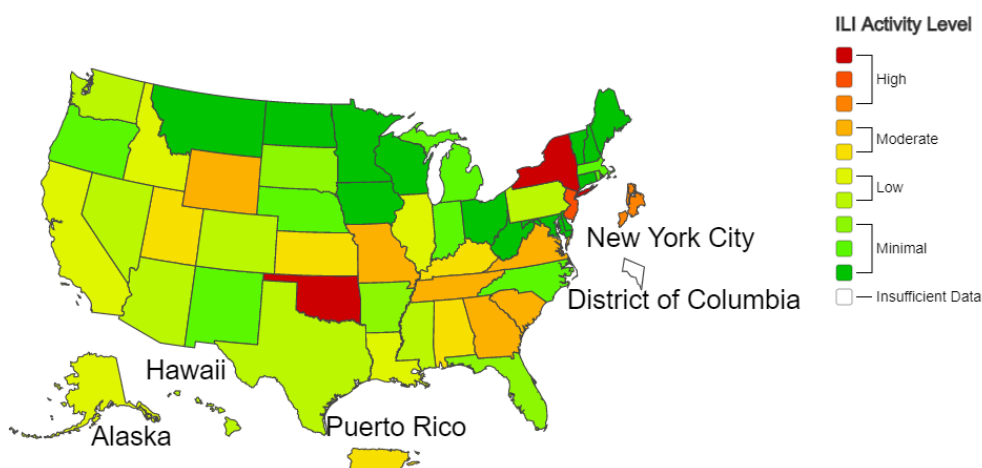 ILI Activity Level
High
Moderate
Low
Minimal
Insufficient Data
New York City
District of Columbia
Hawaii
Alaska
Puerto Rico